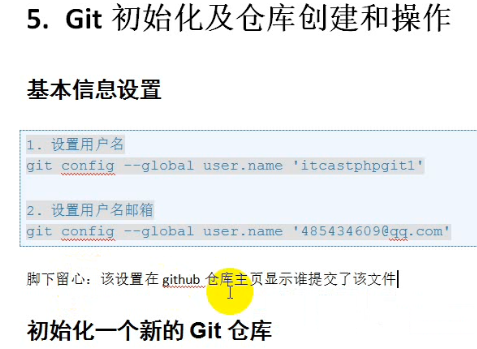 5. Git 初始化及仓库创建和操作
基本信息设置
1. 设置用户名
git config --global user.name 'itcastphpgit1'
2. 设置用户名邮箱
git config --global user.name '485434609@qq.com'
脚下留心：该设置在 github 仓库主页显示谁提交了该文件
初始化一个新的 Git 仓库